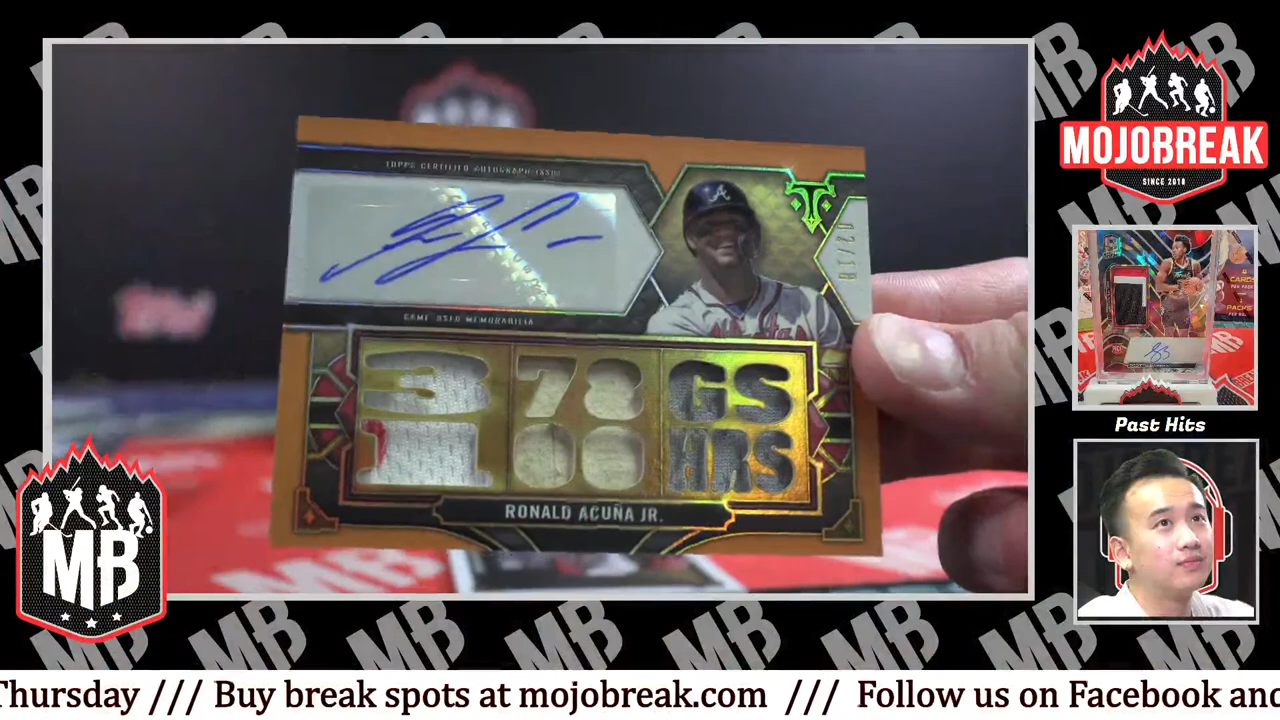 TOPPS CERTIFIED AUTOGRAPH ISSUE
A
GAME-USED MEMORABILIA
3 78 GS
1 00 HRS
RONALD ACUÑA JR.
MOJOBREAK
SINCE 2010
Past Hits
MB
Thursday /// Buy break spots at mojobreak.com /// Follow us on Facebook and